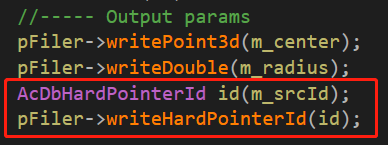 //----- Output params
pFiler->writePoint3d(m_center);
pFiler->writeDouble(m_radius);
AcDbHardPointerId id(m_srcId);
pFiler->writeHardPointerId(id);